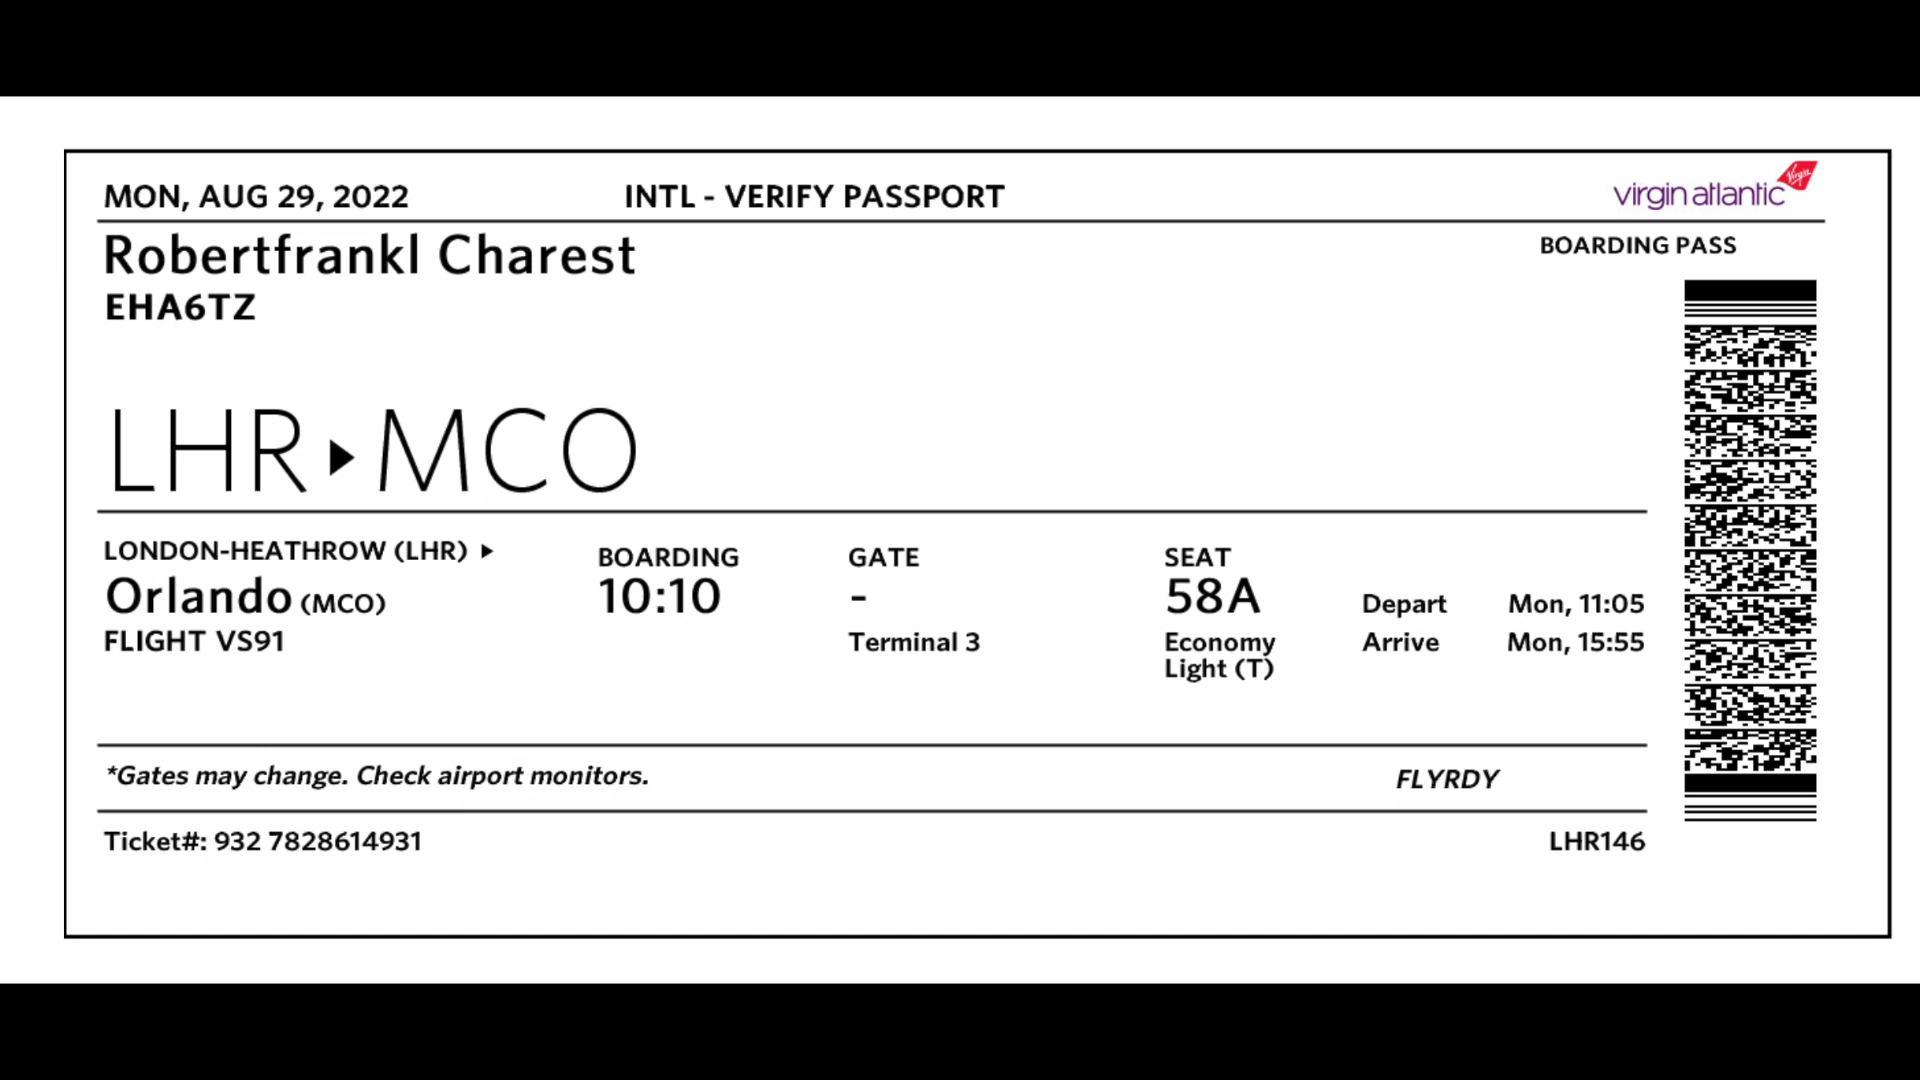 MON, AUG 29, 2022 INTL - VERIFY PASSPORT virgin atlantic Virgin
Robertfrankl Charest BOARDING PASS
EHA6TZ
LHR ▶ MCO
LONDON-HEATHROW (LHR) ▶ BOARDING GATE SEAT
Orlando (MCO) 10:10 - 58A Depart Mon, 11:05
FLIGHT VS91 Terminal 3 Economy Arrive Mon, 15:55
Light (T)
*Gates may change. Check airport monitors. FLYRDY
Ticket#: 932 7828614931 LHR146